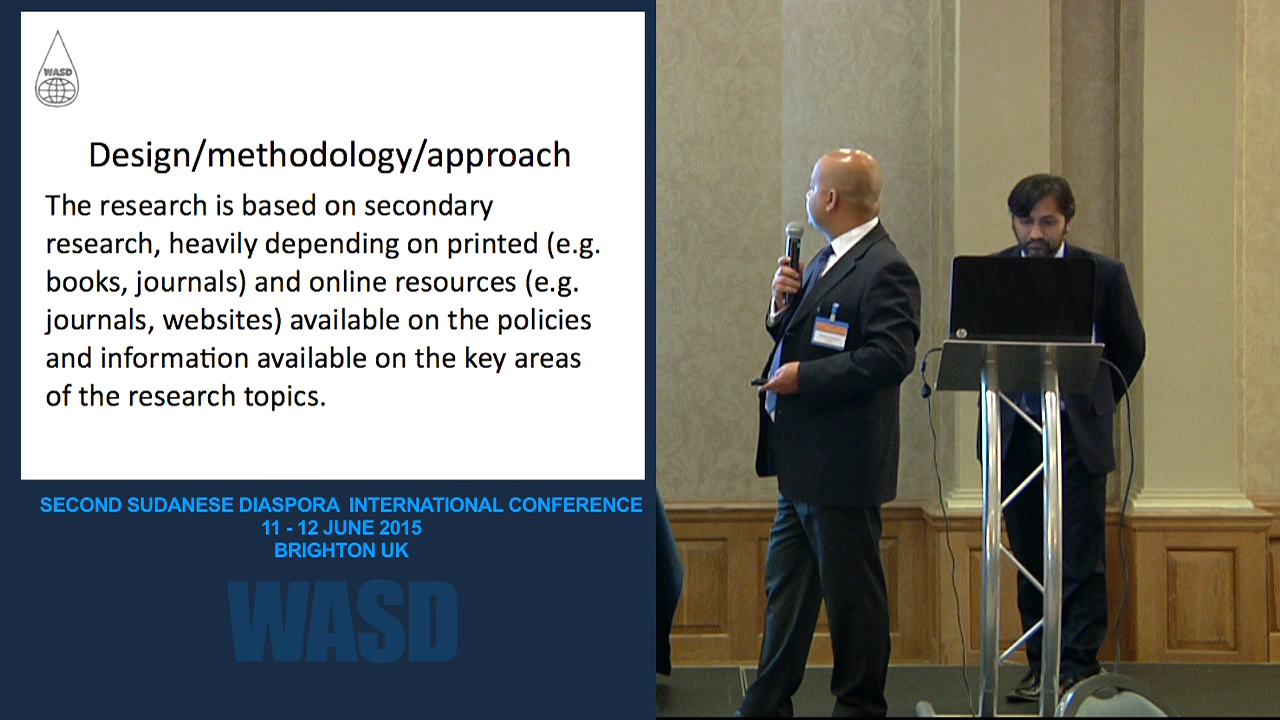 WASD
Design/methodology/approach
The research is based on secondary
research, heavily depending on printed (e.g.
books, journals) and online resources (e.g.
journals, websites) available on the policies
and information available on the key areas
of the research topics.
SECOND SUDANESE DIASPORA  INTERNATIONAL CONFERENCE
11 - 12 JUNE 2015
BRIGHTON UK
WASD
hp